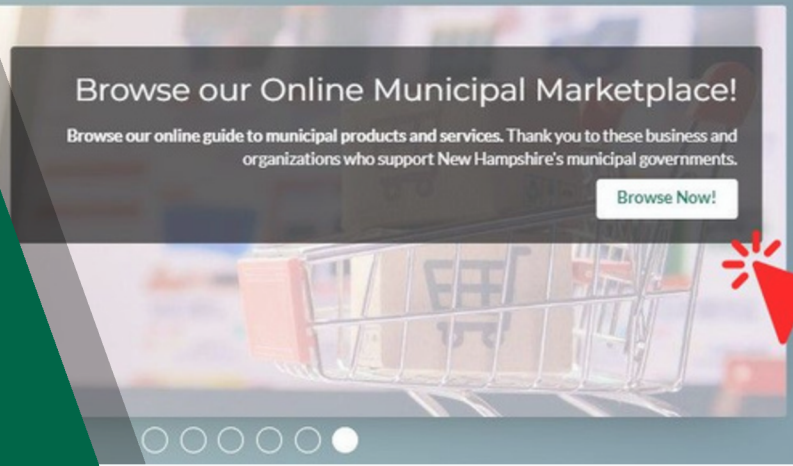 Browse our Online Municipal Marketplace!
Browse our online guide to municipal products and services. Thank you to these business and
organizations who support New Hampshire's municipal governments.
Browse Now!